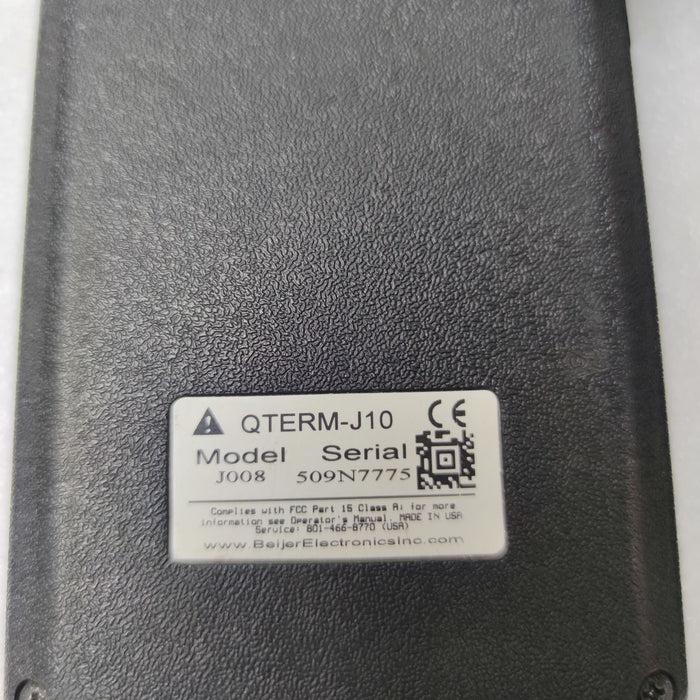 QTERM-J10 CE
Model Serial
J008 509N7775
Complies with FCC Part 15 Class A; for more
information see Operator's Manual. MADE IN USA
Service: 801-466-8770 (USA)
www.BeijerElectronicsInc.com